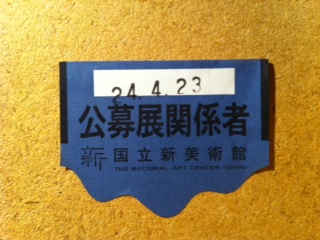 24.4.23
公募展関係者
新 国立新美術館
THE NATIONAL ART CENTER, TOKYO